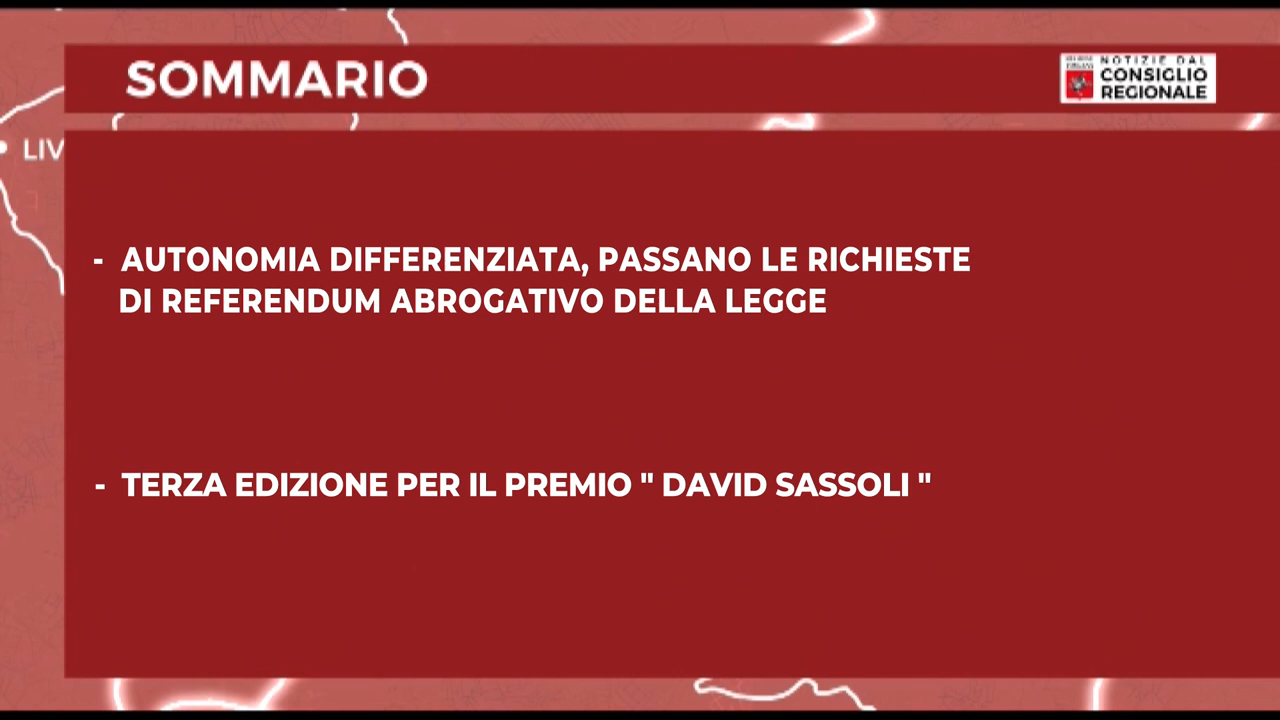 SOMMARIO
NOTIZIE DAL
CONSIGLIO
REGIONALE
LIV
- AUTONOMIA DIFFERENZIATA, PASSANO LE RICHIESTE
DI REFERENDUM ABROGATIVO DELLA LEGGE
- TERZA EDIZIONE PER IL PREMIO " DAVID SASSOLI "